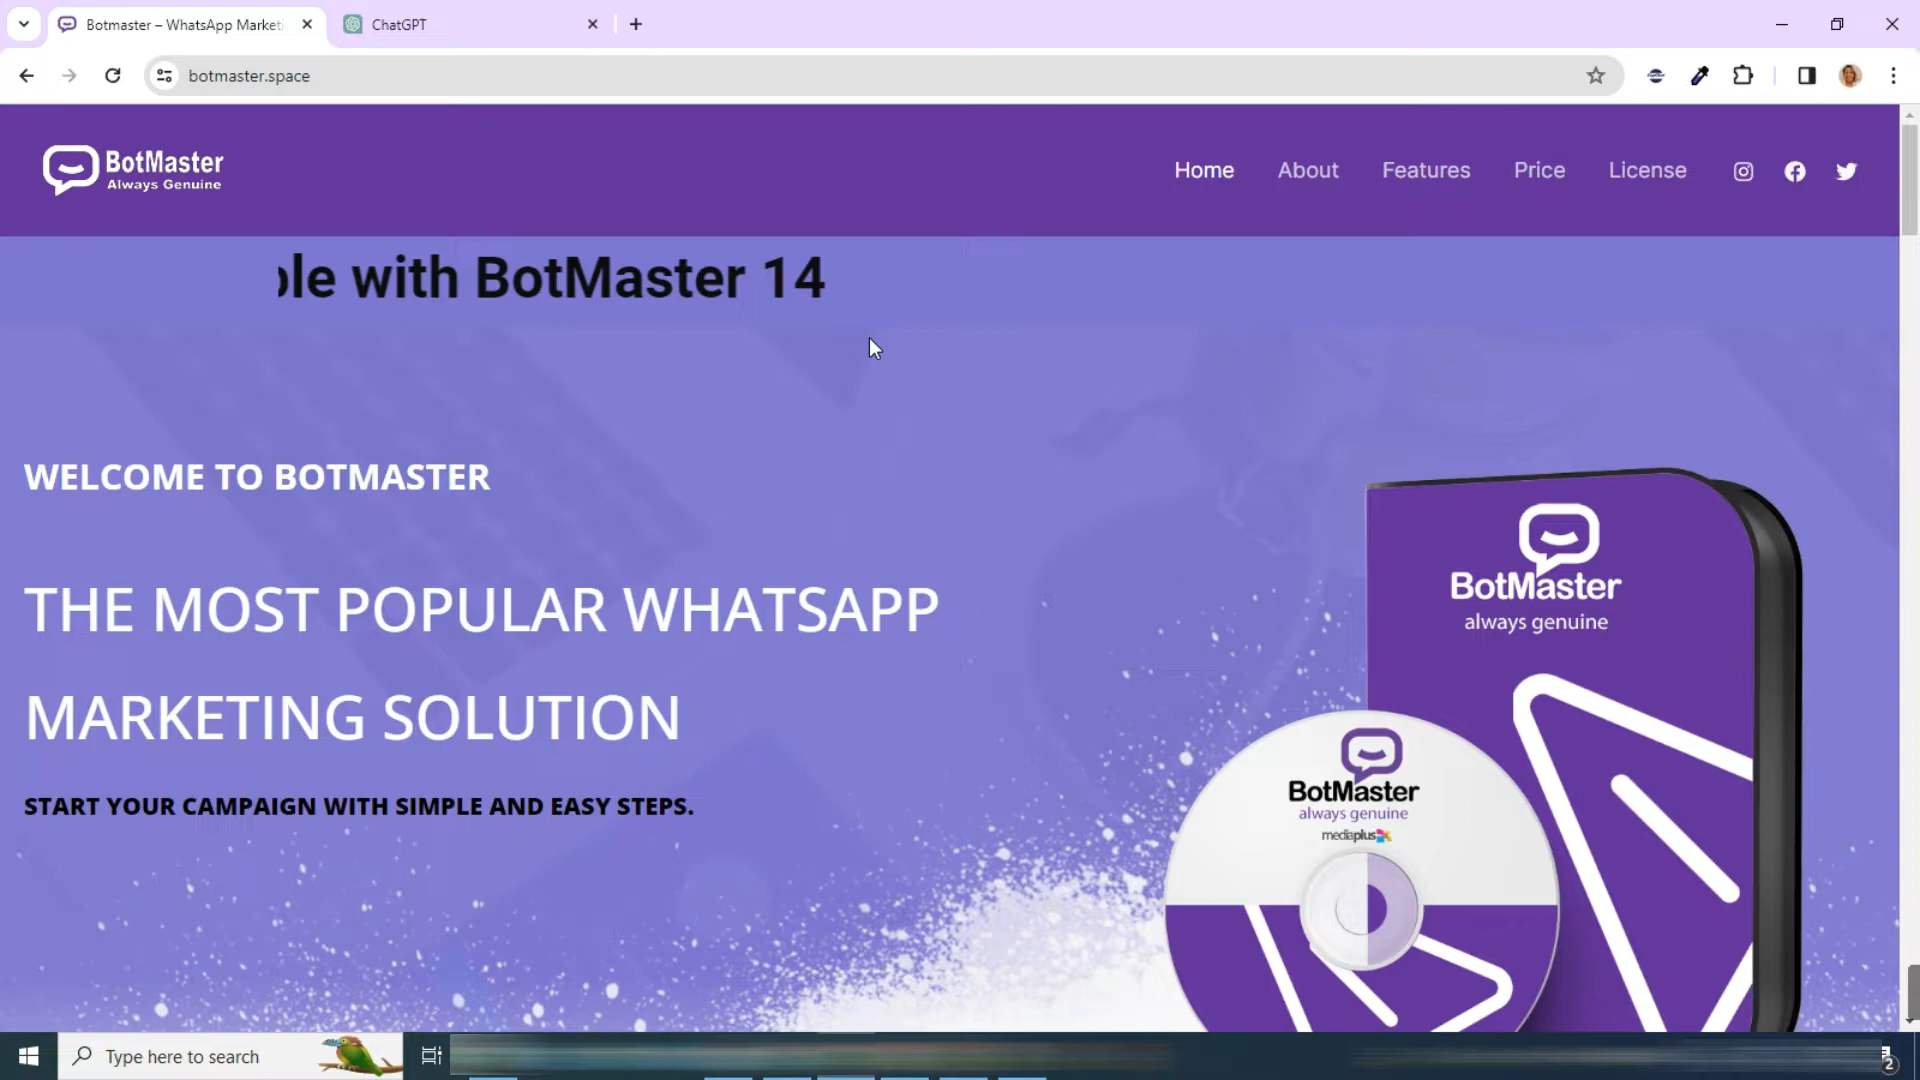 Botmaster – WhatsApp Marketi
ChatGPT
botmaster.space
BotMaster
Always Genuine
Home
About
Features
Price
License
with BotMaster 14
WELCOME TO BOTMASTER
THE MOST POPULAR WHATSAPP
MARKETING SOLUTION
START YOUR CAMPAIGN WITH SIMPLE AND EASY STEPS.
BotMaster
always genuine
BotMaster
always genuine
mediaplus
Type here to search
2